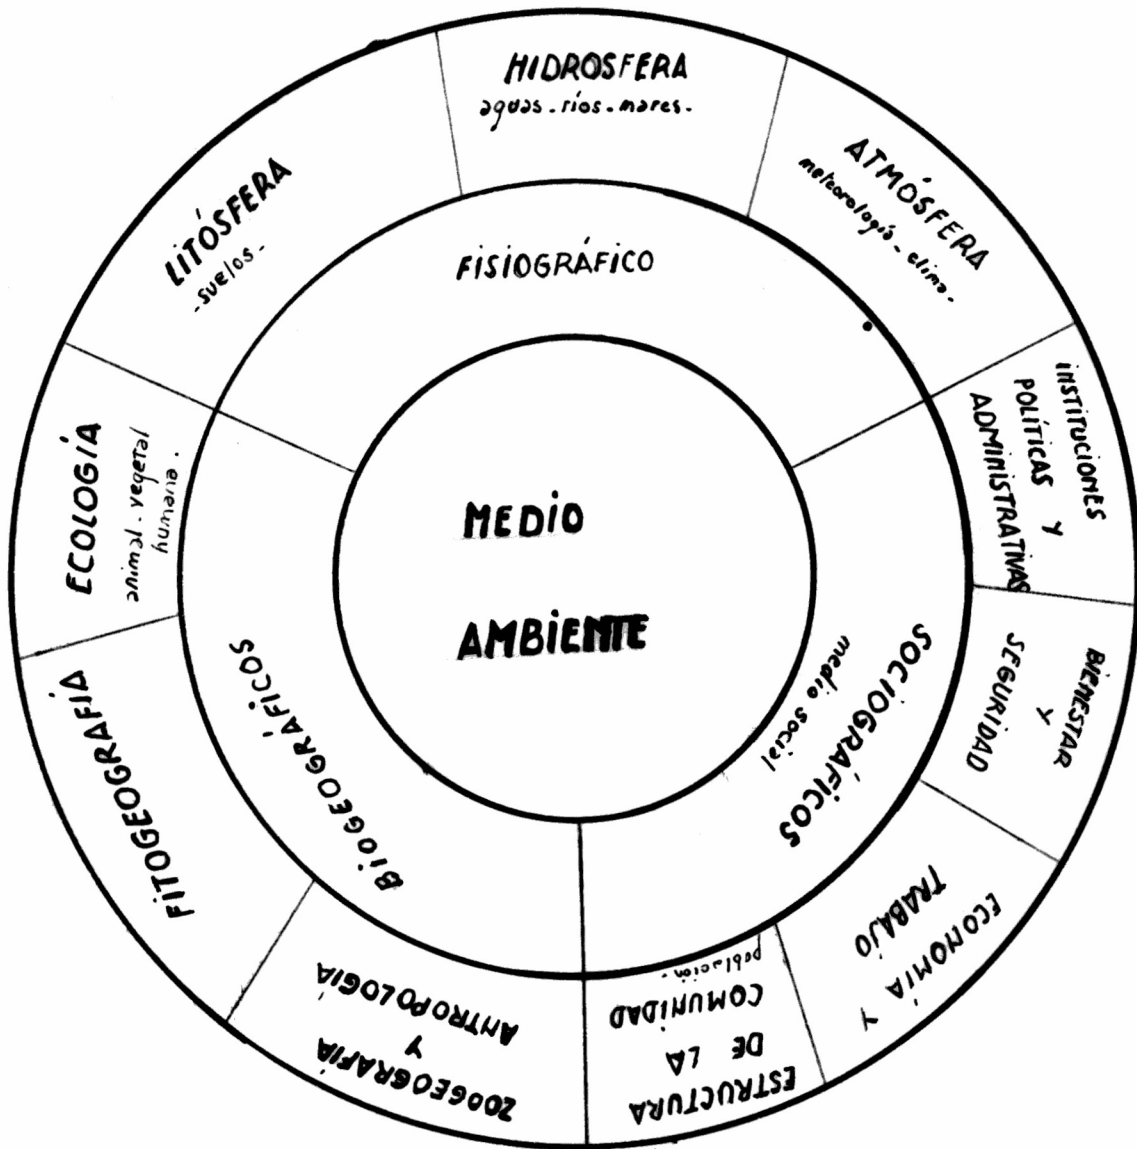 MEDIO
AMBIENTE
FISIOGRÁFICO
SOCIOGRÁFICOS
medio social
BIOGEOGRÁFICOS
HIDROSFERA
aguas-ríos-mares-
ATMÓSFERA
meteorología-clima-
INSTITUCIONES
POLÍTICAS Y
ADMINISTRATIVAS
BIENESTAR
Y
SEGURIDAD
ECONOMÍA Y
TRABAJO
ESTRUCTURA
DE LA
COMUNIDAD
población-
ZOOGEOGRAFÍA
Y
ANTROPOLOGÍA
FITOGEOGRAFÍA
ECOLOGÍA
animal-vegetal
humana.
LITÓSFERA
-suelos-